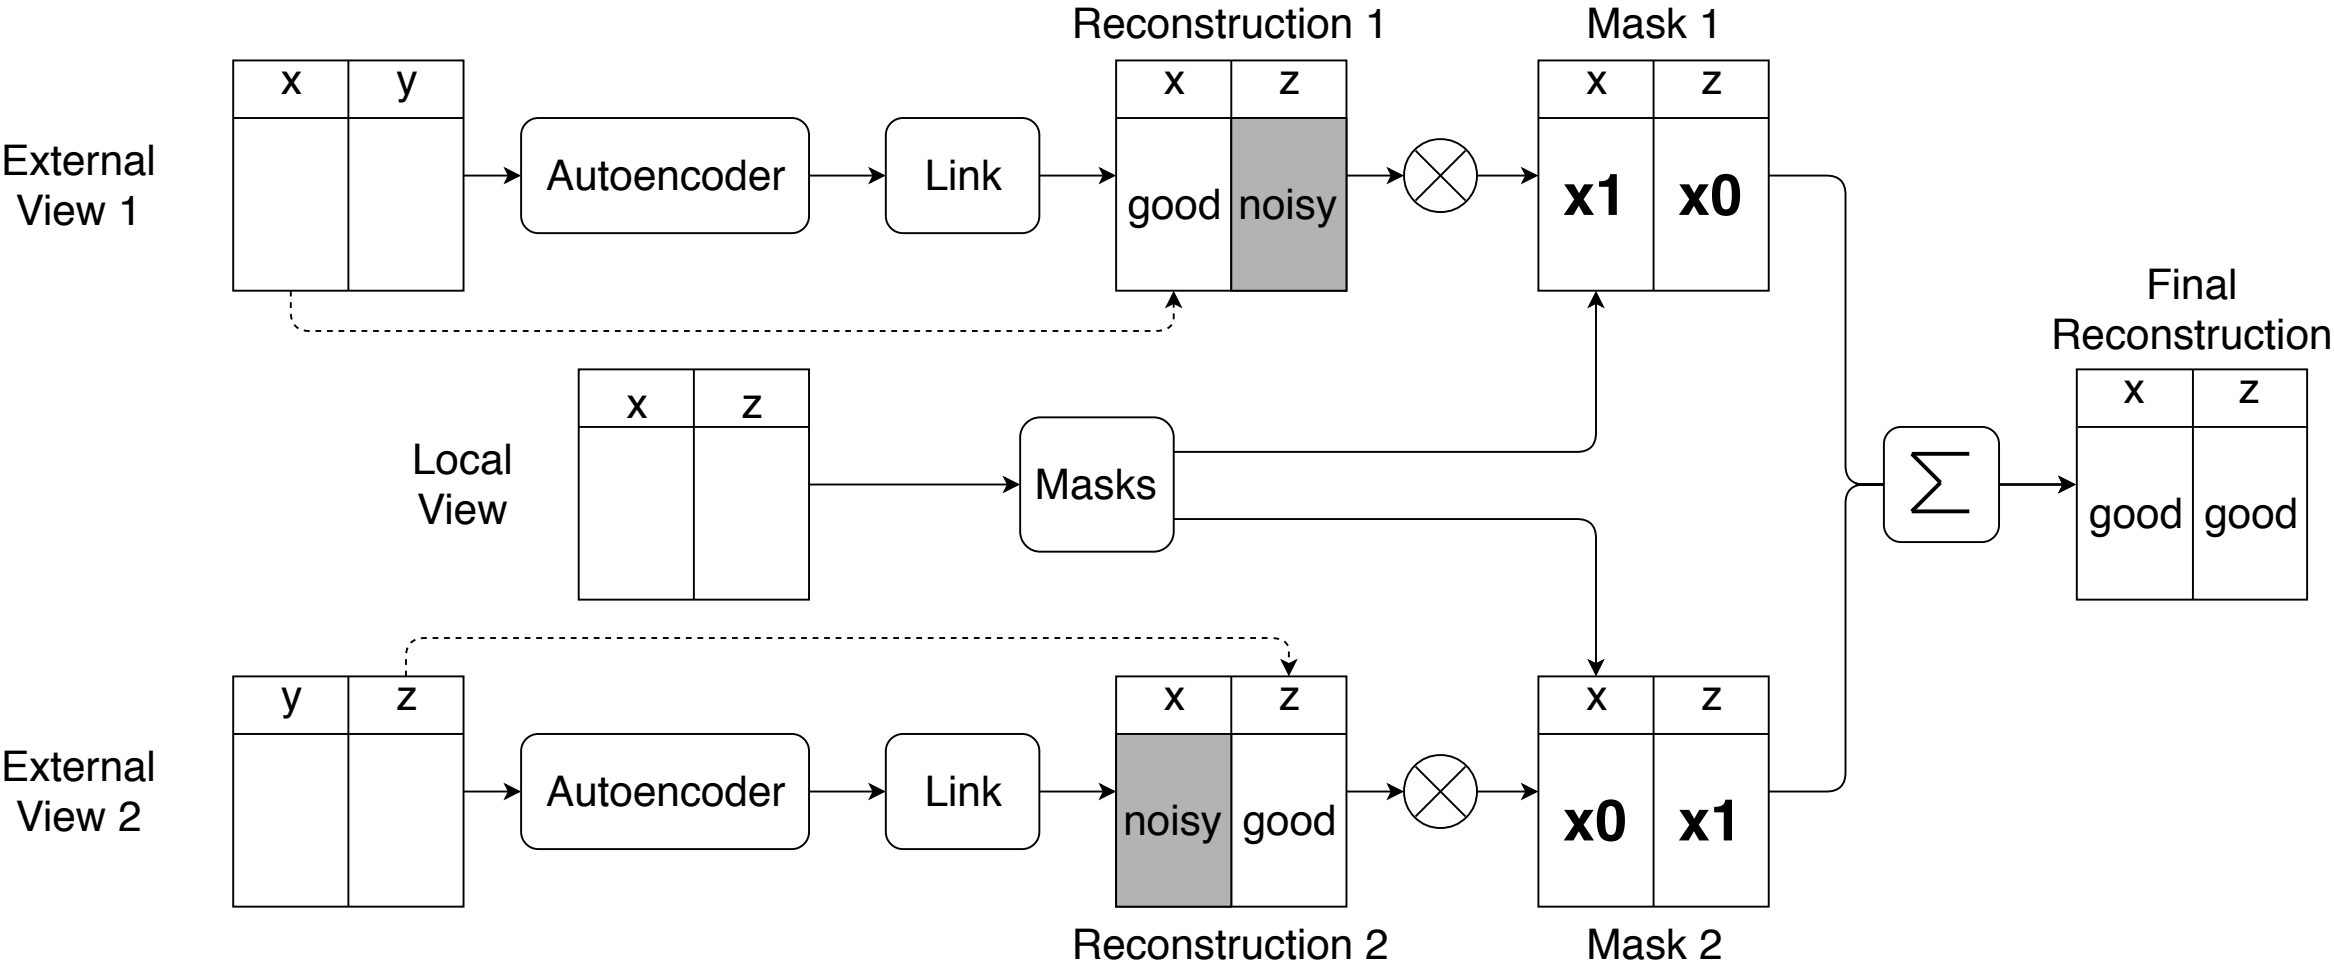 Reconstruction 1
Mask 1
x y
x z
x z
External
View 1
Autoencoder
Link
good noisy
x1 x0
Final
Reconstruction
x z
x z
Local
View
Masks
Σ
good good
y z
x z
x z
External
View 2
Autoencoder
Link
noisy good
x0 x1
Reconstruction 2
Mask 2